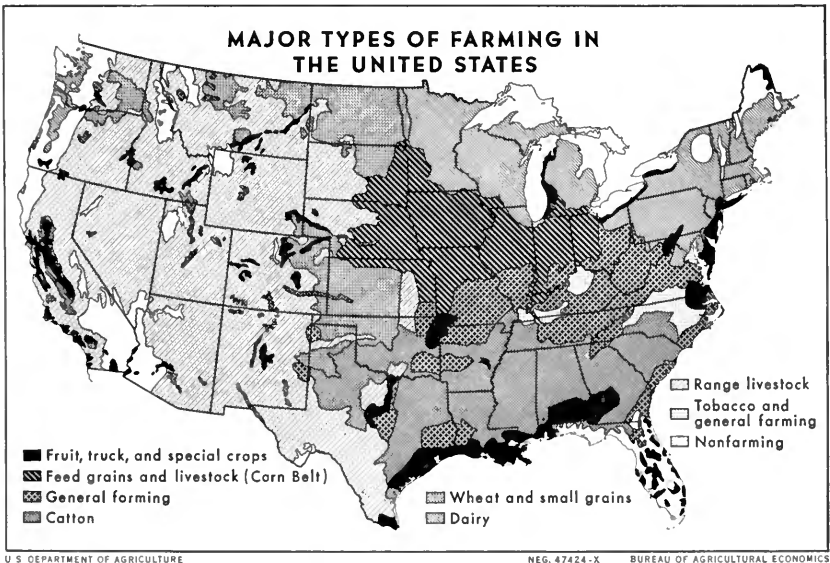 MAJOR TYPES OF FARMING IN
THE UNITED STATES
Range livestock
Tobacco and
general farming
Nonfarming
Fruit, truck, and special crops
Feed grains and livestock (Corn Belt)
General forming
Catton
Wheat and small grains
Dairy
U S DEPARTMENT OF AGRICULTURE
NEG. 47424-X
BUREAU OF AGRICULTURAL ECONOMICS